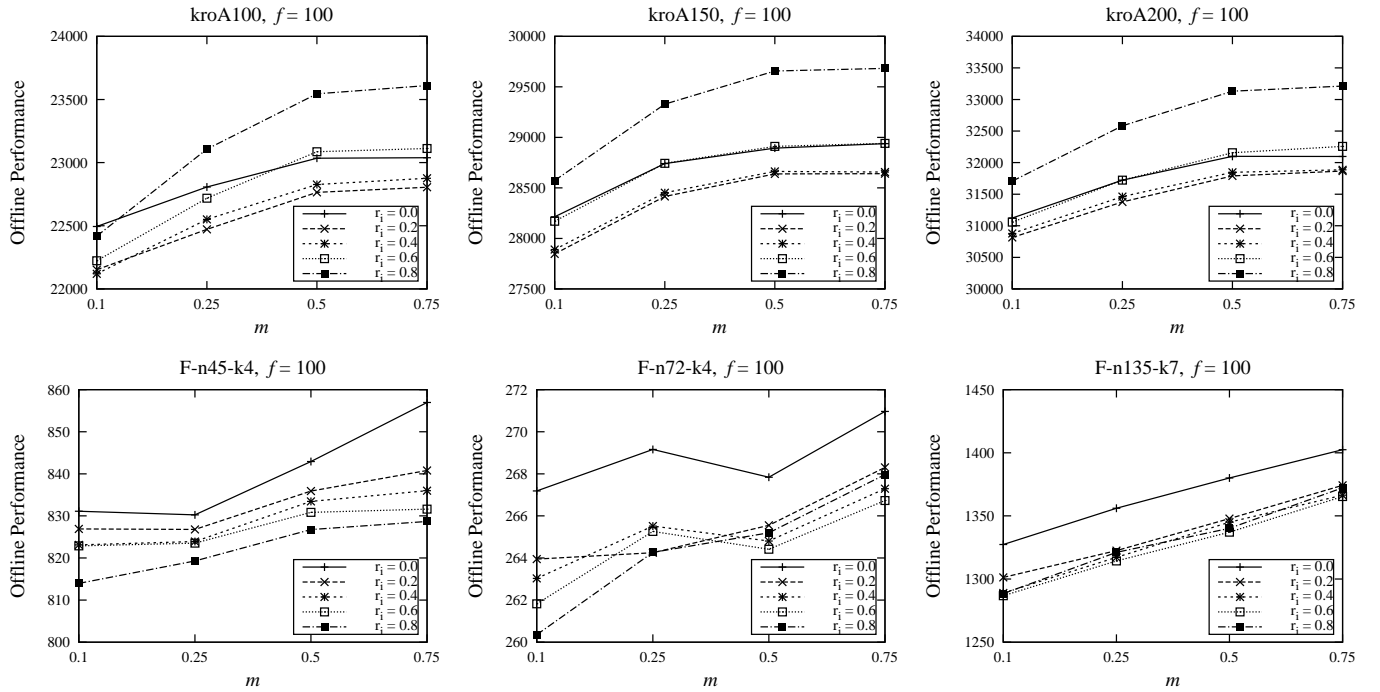 kroA100, f = 100
24000
23500
23000
22500
22000
Offline Performance
0.1 0.25 0.5 0.75
m
r_i = 0.0
r_i = 0.2
r_i = 0.4
r_i = 0.6
r_i = 0.8
kroA150, f = 100
30000
29500
29000
28500
28000
27500
Offline Performance
0.1 0.25 0.5 0.75
m
r_i = 0.0
r_i = 0.2
r_i = 0.4
r_i = 0.6
r_i = 0.8
kroA200, f = 100
34000
33500
33000
32500
32000
31500
31000
30500
30000
Offline Performance
0.1 0.25 0.5 0.75
m
r_i = 0.0
r_i = 0.2
r_i = 0.4
r_i = 0.6
r_i = 0.8
F-n45-k4, f = 100
860
850
840
830
820
810
800
Offline Performance
0.1 0.25 0.5 0.75
m
r_i = 0.0
r_i = 0.2
r_i = 0.4
r_i = 0.6
r_i = 0.8
F-n72-k4, f = 100
272
270
268
266
264
262
260
Offline Performance
0.1 0.25 0.5 0.75
m
r_i = 0.0
r_i = 0.2
r_i = 0.4
r_i = 0.6
r_i = 0.8
F-n135-k7, f = 100
1450
1400
1350
1300
1250
Offline Performance
0.1 0.25 0.5 0.75
m
r_i = 0.0
r_i = 0.2
r_i = 0.4
r_i = 0.6
r_i = 0.8